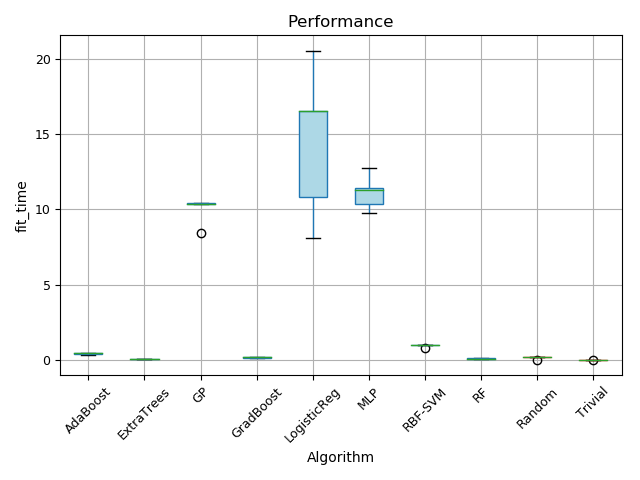 Performance
fit_time
20
15
10
5
0
AdaBoost
ExtraTrees
GP
GradBoost
LogisticReg
MLP
RBF-SVM
RF
Random
Trivial
Algorithm